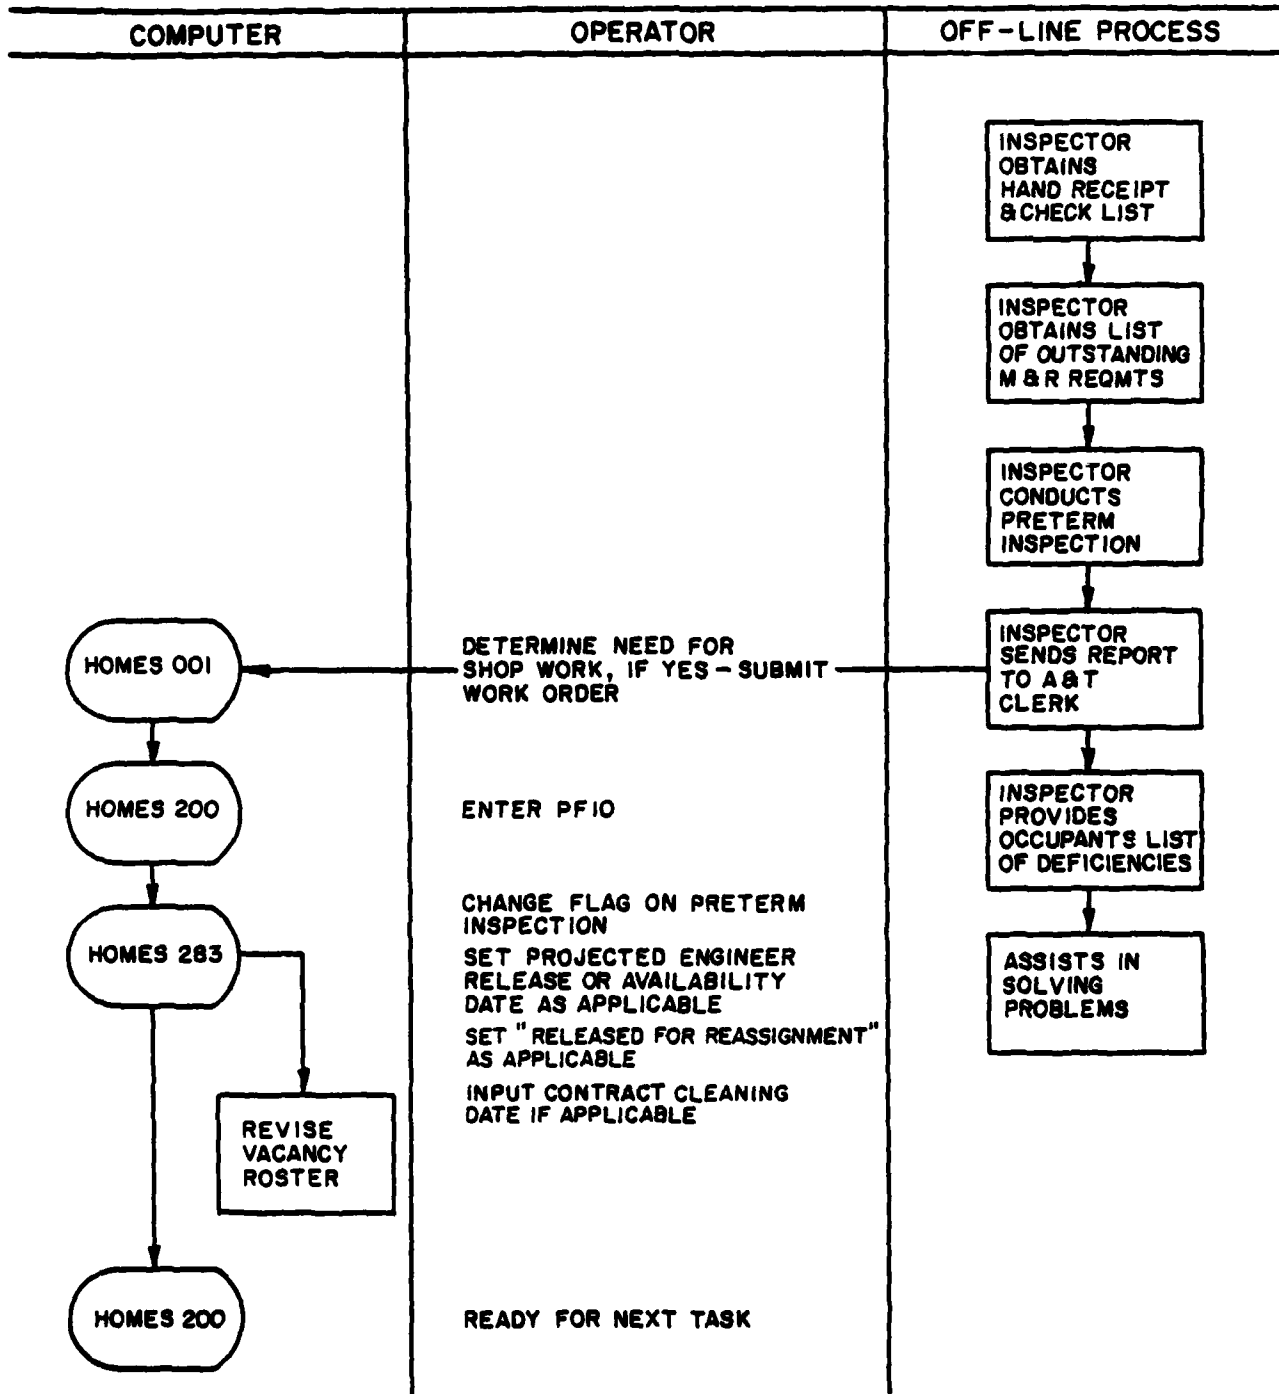 COMPUTER
OPERATOR
OFF-LINE PROCESS
INSPECTOR
OBTAINS
HAND RECEIPT
& CHECK LIST
INSPECTOR
OBTAINS LIST
OF OUTSTANDING
M & R REQMTS
INSPECTOR
CONDUCTS
PRETERM
INSPECTION
HOMES 001
DETERMINE NEED FOR
SHOP WORK, IF YES - SUBMIT
WORK ORDER
INSPECTOR
SENDS REPORT
TO A & T
CLERK
HOMES 200
ENTER PF10
INSPECTOR
PROVIDES
OCCUPANTS LIST
OF DEFICIENCIES
HOMES 283
CHANGE FLAG ON PRETERM
INSPECTION
SET PROJECTED ENGINEER
RELEASE OR AVAILABILITY
DATE AS APPLICABLE
SET "RELEASED FOR REASSIGNMENT"
AS APPLICABLE
INPUT CONTRACT CLEANING
DATE IF APPLICABLE
ASSISTS IN
SOLVING
PROBLEMS
REVISE
VACANCY
ROSTER
HOMES 200
READY FOR NEXT TASK